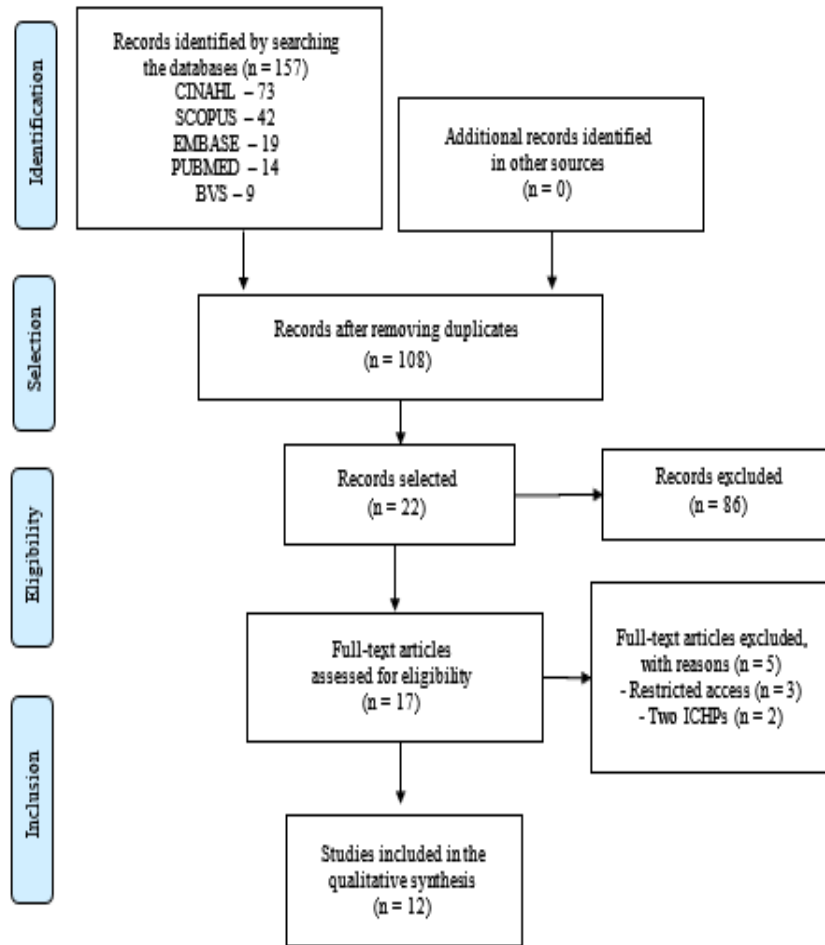 Identification
Records identified by searching
the databases (n = 157)
CINAHL – 73
SCOPUS – 42
EMBASE – 19
PUBMED – 14
BVS – 9
Additional records identified
in other sources
(n = 0)
Selection
Records after removing duplicates
(n = 108)
Eligibility
Records selected
(n = 22)
Records excluded
(n = 86)
Full-text articles
assessed for eligibility
(n = 17)
Full-text articles excluded,
with reasons (n = 5)
- Restricted access (n = 3)
- Two ICHPs (n = 2)
Inclusion
Studies included in the
qualitative synthesis
(n = 12)